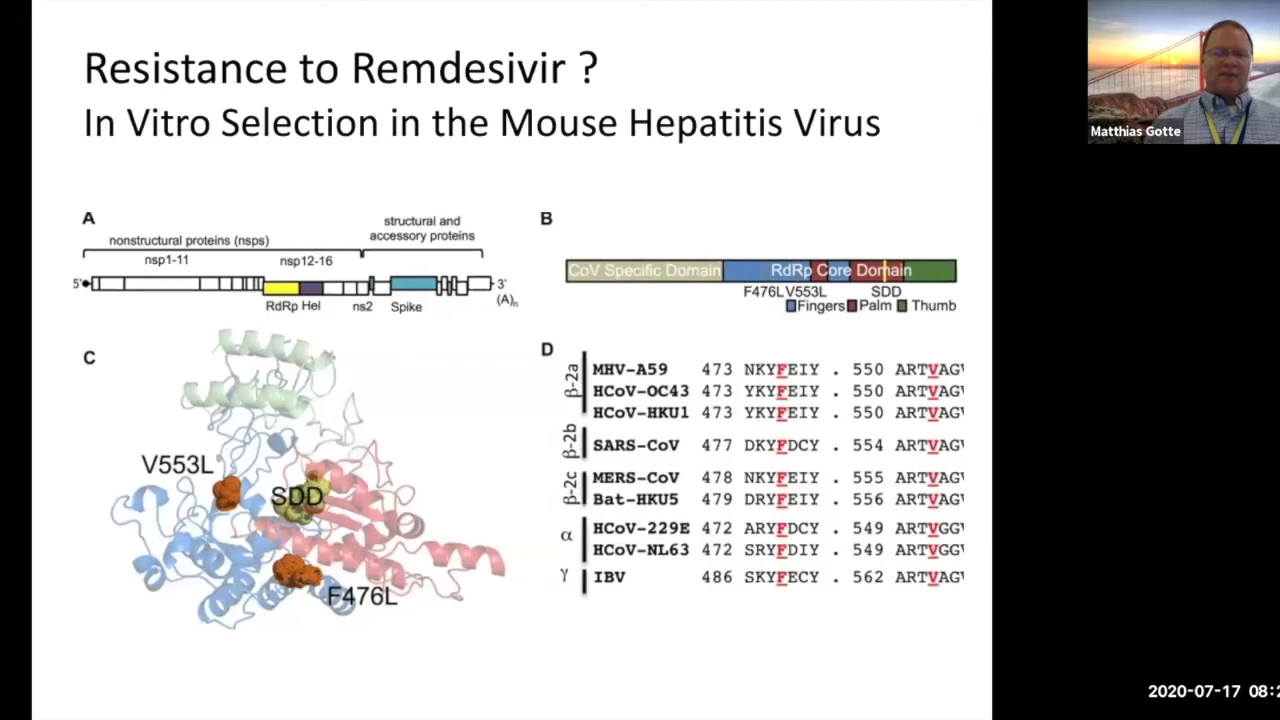 Resistance to Remdesivir ?
In Vitro Selection in the Mouse Hepatitis Virus
Matthias Gotte
A
structural and
accessory proteins
nonstructural proteins (nsps)
nsp1-11
nsp12-16
5'
3'
(A)n
RdRp Hel
ns2
Spike
B
CoV Specific Domain
RdRp Core Domain
F476L V553L
SDD
Fingers
Palm
Thumb
C
V553L
SDD
F476L
D
β-2a
MHV-A59 473 NKYFEIY . 550 ARTVAG
HCoV-OC43 473 YKYFEIY . 550 ARTVAG
HCoV-HKU1 473 YKYFEIY . 550 ARTVAG
β-2b
SARS-CoV 477 DKYFDCY . 554 ARTVAG
β-2c
MERS-CoV 478 NKYFEIY . 555 ARTVAG
Bat-HKU5 479 DRYFEIY . 556 ARTVAG
α
HCoV-229E 472 ARYFDCY . 549 ARTVGG
HCoV-NL63 472 SRYFDIY . 549 ARTVGG
γ
IBV 486 SKYFECY . 562 ARTVAG
2020-07-17 08:2